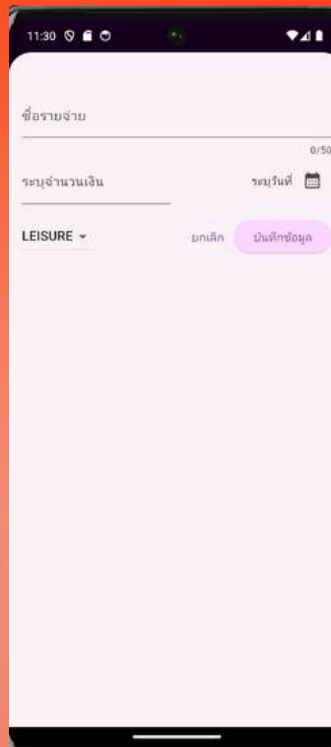 11:30
ชื่อรายจ่าย
0/50
ระบุจำนวนเงิน
ระบุวันที่
LEISURE
ยกเลิก
บันทึกข้อมูล